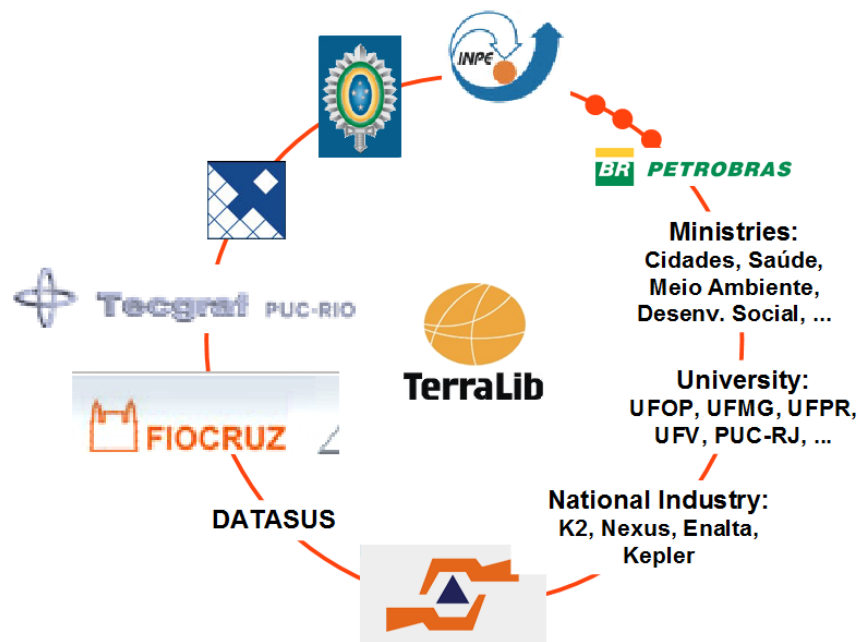 INPE
BR PETROBRAS
Ministries:
Cidades, Saúde,
Meio Ambiente,
Desenv. Social, ...
Tecgraf PUC-RIO
TerraLib
University:
UFOP, UFMG, UFPR,
UFV, PUC-RJ, ...
FIOCRUZ
National Industry:
K2, Nexus, Enalta,
Kepler
DATASUS